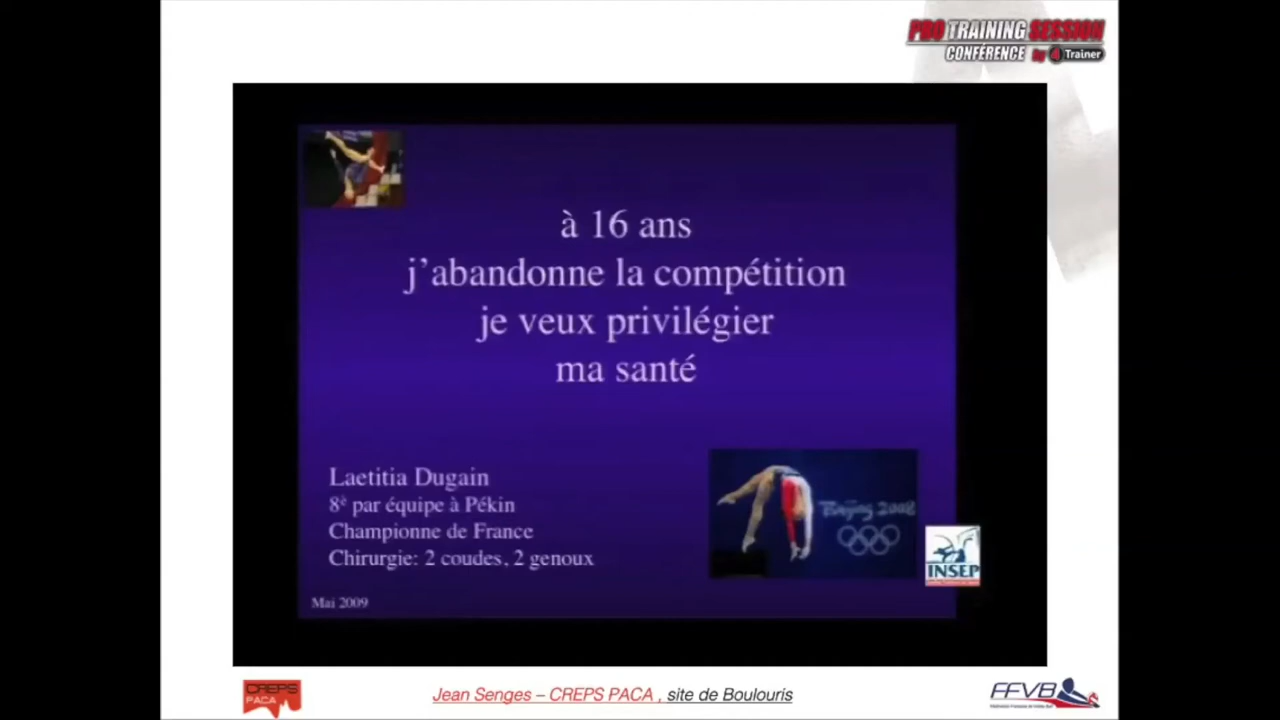 PRO TRAINING SESSION
CONFÉRENCE by 4Trainer
à 16 ans
j'abandonne la compétition
je veux privilégier
ma santé
Laetitia Dugain
8è par équipe à Pékin
Championne de France
Chirurgie: 2 coudes, 2 genoux
Beijing 2008
INSEP
Mai 2009
CREPS
PACA
Jean Senges – CREPS PACA , site de Boulouris
FFVB